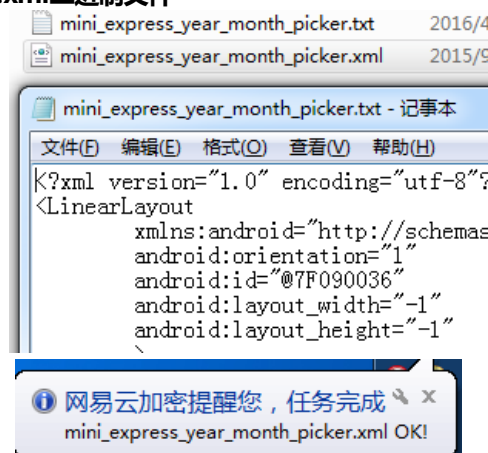 mini_express_year_month_picker.txt 2016/4
mini_express_year_month_picker.xml 2015/9
mini_express_year_month_picker.txt - 记事本
文件(F) 编辑(E) 格式(O) 查看(V) 帮助(H)
<?xml version="1.0" encoding="utf-8"?
<LinearLayout
xmlns:android="http://schemas
android:orientation="1"
android:id="@7F090036"
android:layout_width="-1"
android:layout_height="-1"
网易云加密提醒您，任务完成
mini_express_year_month_picker.xml OK!